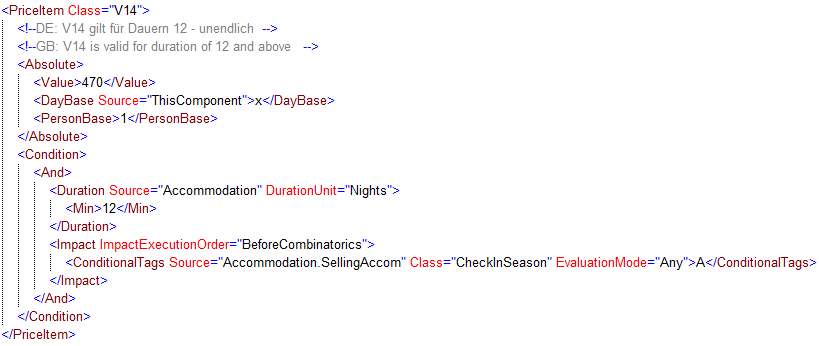 <PriceItem Class="V14">
<!--DE: V14 gilt für Dauern 12 - unendlich  -->
<!--GB: V14 is valid for duration of 12 and above   -->
<Absolute>
<Value>470</Value>
<DayBase Source="ThisComponent">x</DayBase>
<PersonBase>1</PersonBase>
</Absolute>
<Condition>
<And>
<Duration Source="Accommodation" DurationUnit="Nights">
<Min>12</Min>
</Duration>
<Impact ImpactExecutionOrder="BeforeCombinatorics">
<ConditionalTags Source="Accommodation.SellingAccom" Class="CheckInSeason" EvaluationMode="Any">A</ConditionalTags>
</Impact>
</And>
</Condition>
</PriceItem>